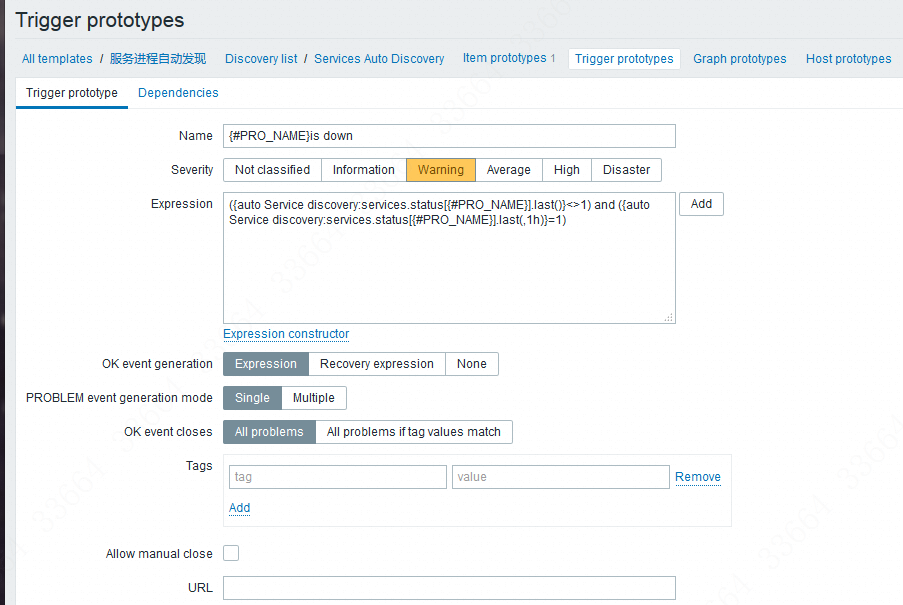 Trigger prototypes
All templates / 服务进程自动发现 Discovery list / Services Auto Discovery Item prototypes 1 Trigger prototypes Graph prototypes Host prototypes
Trigger prototype Dependencies
Name {#PRO_NAME}is down
Severity Not classified Information Warning Average High Disaster
Expression ({auto Service discovery:services.status[{#PRO_NAME}].last()}<>1) and ({auto Add
Service discovery:services.status[{#PRO_NAME}].last(,1h)}=1)
Expression constructor
OK event generation Expression Recovery expression None
PROBLEM event generation mode Single Multiple
OK event closes All problems All problems if tag values match
Tags
tag value Remove
Add
Allow manual close
URL
33664